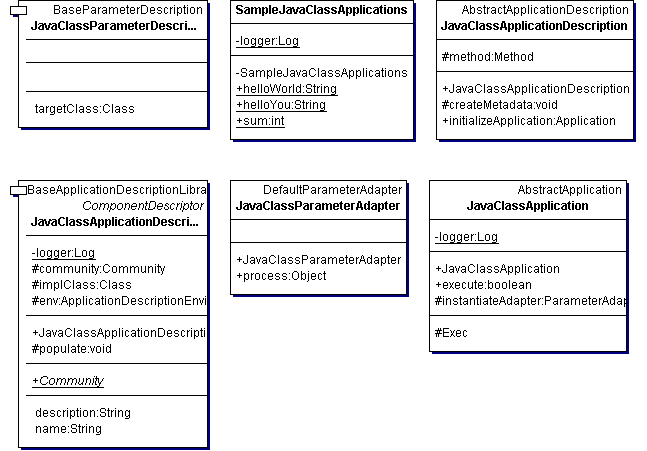 BaseParameterDescription
JavaClassParameterDescri...
targetClass:Class
SampleJavaClassApplications
-logger:Log
-SampleJavaClassApplications
+helloWorld:String
+helloYou:String
+sum:int
AbstractApplicationDescription
JavaClassApplicationDescription
#method:Method
+JavaClassApplicationDescription
#createMetadata:void
+initializeApplication:Application
BaseApplicationDescriptionLibra
ComponentDescriptor
JavaClassApplicationDescri...
-logger:Log
#community:Community
#implClass:Class
#env:ApplicationDescriptionEnvi
+JavaClassApplicationDescripti
#populate:void
+Community
description:String
name:String
DefaultParameterAdapter
JavaClassParameterAdapter
+JavaClassParameterAdapter
+process:Object
AbstractApplication
JavaClassApplication
-logger:Log
+JavaClassApplication
+execute:boolean
#instantiateAdapter:ParameterAdap
#Exec